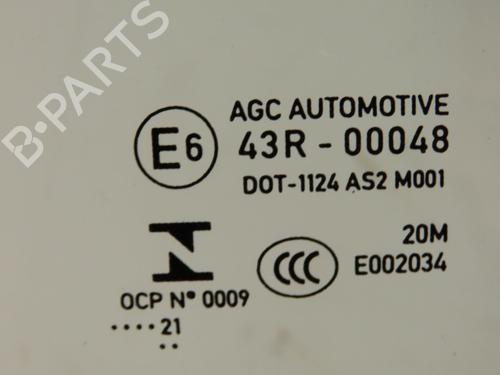 B-PARTS
AGC AUTOMOTIVE
E6 43R - 00048
DOT-1124 AS2 M001
20M
CCC E002034
OCP N° 0009
....21
..